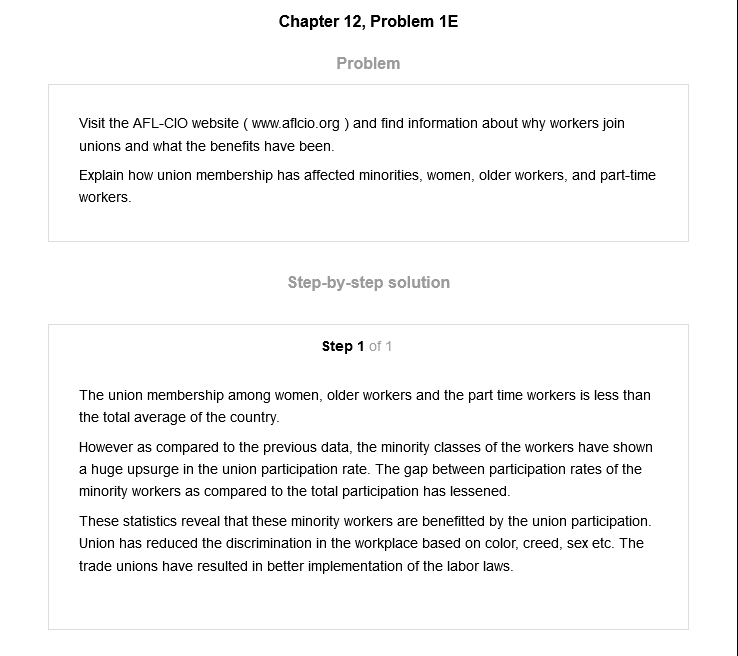 Chapter 12, Problem 1E
Problem
Visit the AFL-CIO website ( www.aflcio.org ) and find information about why workers join
unions and what the benefits have been.
Explain how union membership has affected minorities, women, older workers, and part-time
workers.
Step-by-step solution
Step 1 of 1
The union membership among women, older workers and the part time workers is less than
the total average of the country.
However as compared to the previous data, the minority classes of the workers have shown
a huge upsurge in the union participation rate. The gap between participation rates of the
minority workers as compared to the total participation has lessened.
These statistics reveal that these minority workers are benefitted by the union participation.
Union has reduced the discrimination in the workplace based on color, creed, sex etc. The
trade unions have resulted in better implementation of the labor laws.